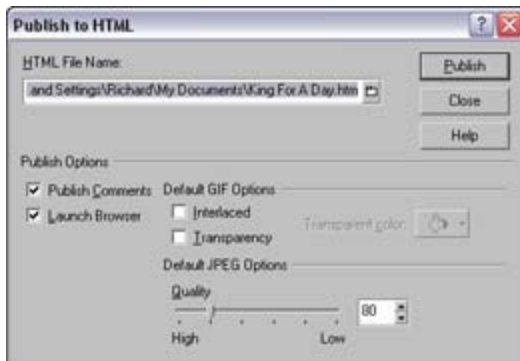 Publish to HTML
HTML File Name:
and Settings\Richard\My Documents\King For A Day.htm
Publish
Close
Help
Publish Options
Publish Comments
Launch Browser
Default GIF Options
Interlaced
Transparency
Transparent color:
Default JPEG Options
Quality
80
High Low